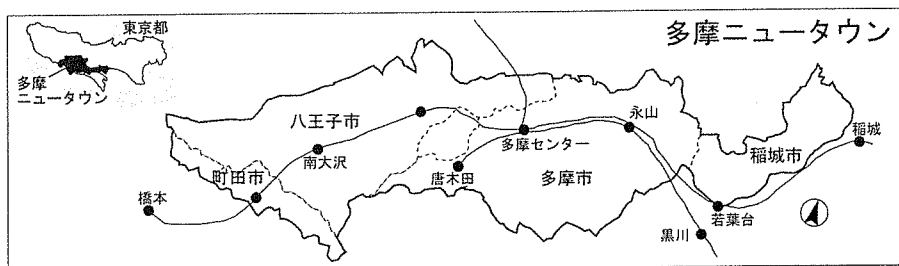 多摩ニュータウン
東京都
多摩
ニュータウン
八王子市
南大沢
町田市
橋本
唐木田
多摩センター
多摩市
永山
稲城市
稲城
若葉台
黒川